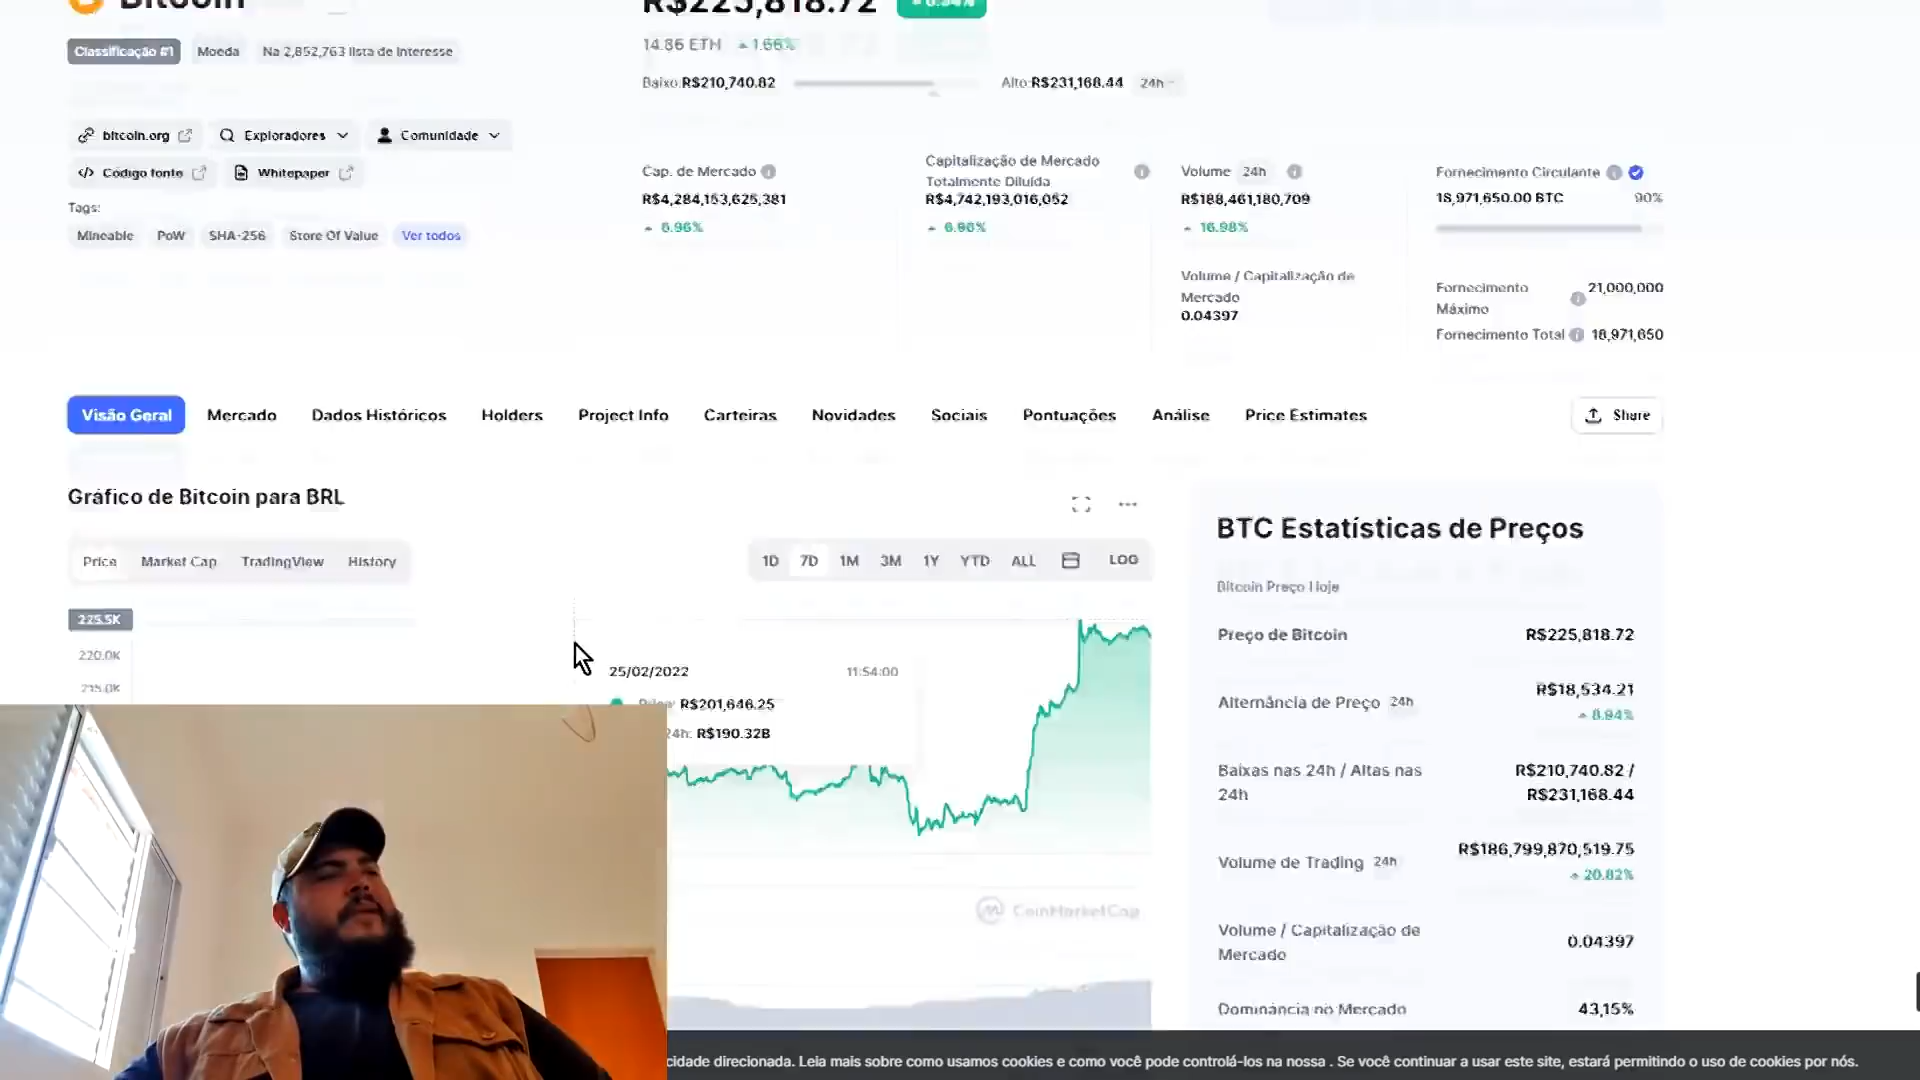 Bitcoin
R$225,818.72
14.86 ETH 1.66%
Classificação #1 Moeda Na 2,852,763 lista de interesse
Baixo: R$210,740.82 Alto: R$231,168.44 24h
bitcoin.org Exploradores Comunidade
Código fonte Whitepaper
Tags:
Mineable PoW SHA-256 Store Of Value Ver todos
Cap. de Mercado
R$4,284,153,625,381
6.96%
Capitalização de Mercado
Totalmente Diluída
R$4,742,193,016,052
6.96%
Volume 24h
R$188,461,180,709
16.98%
Volume / Capitalização de
Mercado
0.04397
Fornecimento Circulante
18,971,650.00 BTC 90%
Fornecimento
Máximo
21,000,000
Fornecimento Total 18,971,650
Visão Geral Mercado Dados Históricos Holders Project Info Carteiras Novidades Sociais Pontuações Análise Price Estimates Share
Gráfico de Bitcoin para BRL
Price Market Cap TradingView History
1D 7D 1M 3M 1Y YTD ALL LOG
225.5K
220.0K
215.0K
25/02/2022 11:54:00
Price: R$201,646.25
24h: R$190.32B
CoinMarketCap
BTC Estatísticas de Preços
Bitcoin Preço Hoje
Preço de Bitcoin R$225,818.72
Alternância de Preço 24h R$18,534.21
8.94%
Baixas nas 24h / Altas nas
24h
R$210,740.82 /
R$231,168.44
Volume de Trading 24h R$186,799,870,519.75
20.82%
Volume / Capitalização de
Mercado
0.04397
Dominância no Mercado 43,15%
cidade direcionada. Leia mais sobre como usamos cookies e como você pode controlá-los na nossa . Se você continuar a usar este site, estará permitindo o uso de cookies por nós.